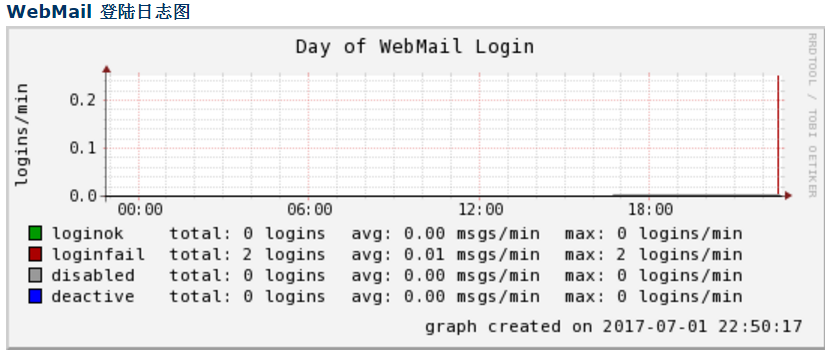 WebMail 登陆日志图
Day of WebMail Login
RRDTOOL / TOBI OETIKER
logins/min
0.2
0.1
0.0
00:00 06:00 12:00 18:00
loginok total: 0 logins avg: 0.00 msgs/min max: 0 logins/min
loginfail total: 2 logins avg: 0.01 msgs/min max: 2 logins/min
disabled total: 0 logins avg: 0.00 msgs/min max: 0 logins/min
deactive total: 0 logins avg: 0.00 msgs/min max: 0 logins/min
graph created on 2017-07-01 22:50:17